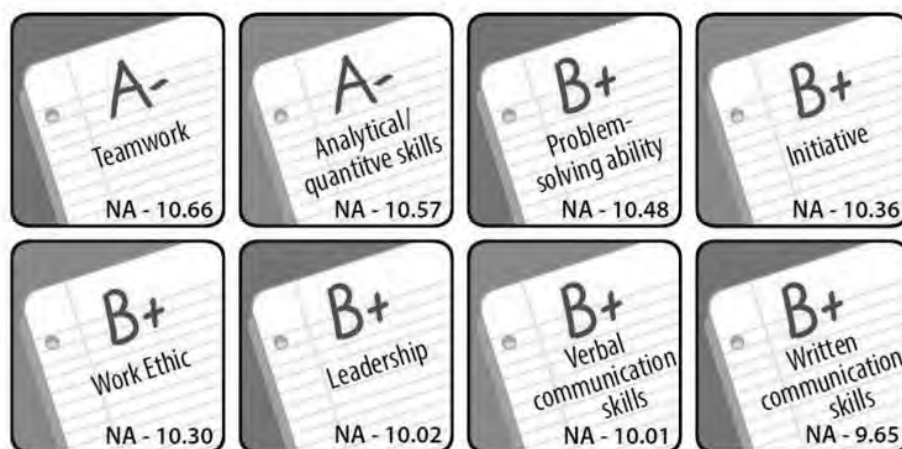 A-
Teamwork
NA - 10.66
A-
Analytical/
quantitve skills
NA - 10.57
B+
Problem-
solving ability
NA - 10.48
B+
Initiative
NA - 10.36
B+
Work Ethic
NA - 10.30
B+
Leadership
NA - 10.02
B+
Verbal
communication
skills
NA - 10.01
B+
Written
communication
skills
NA - 9.65